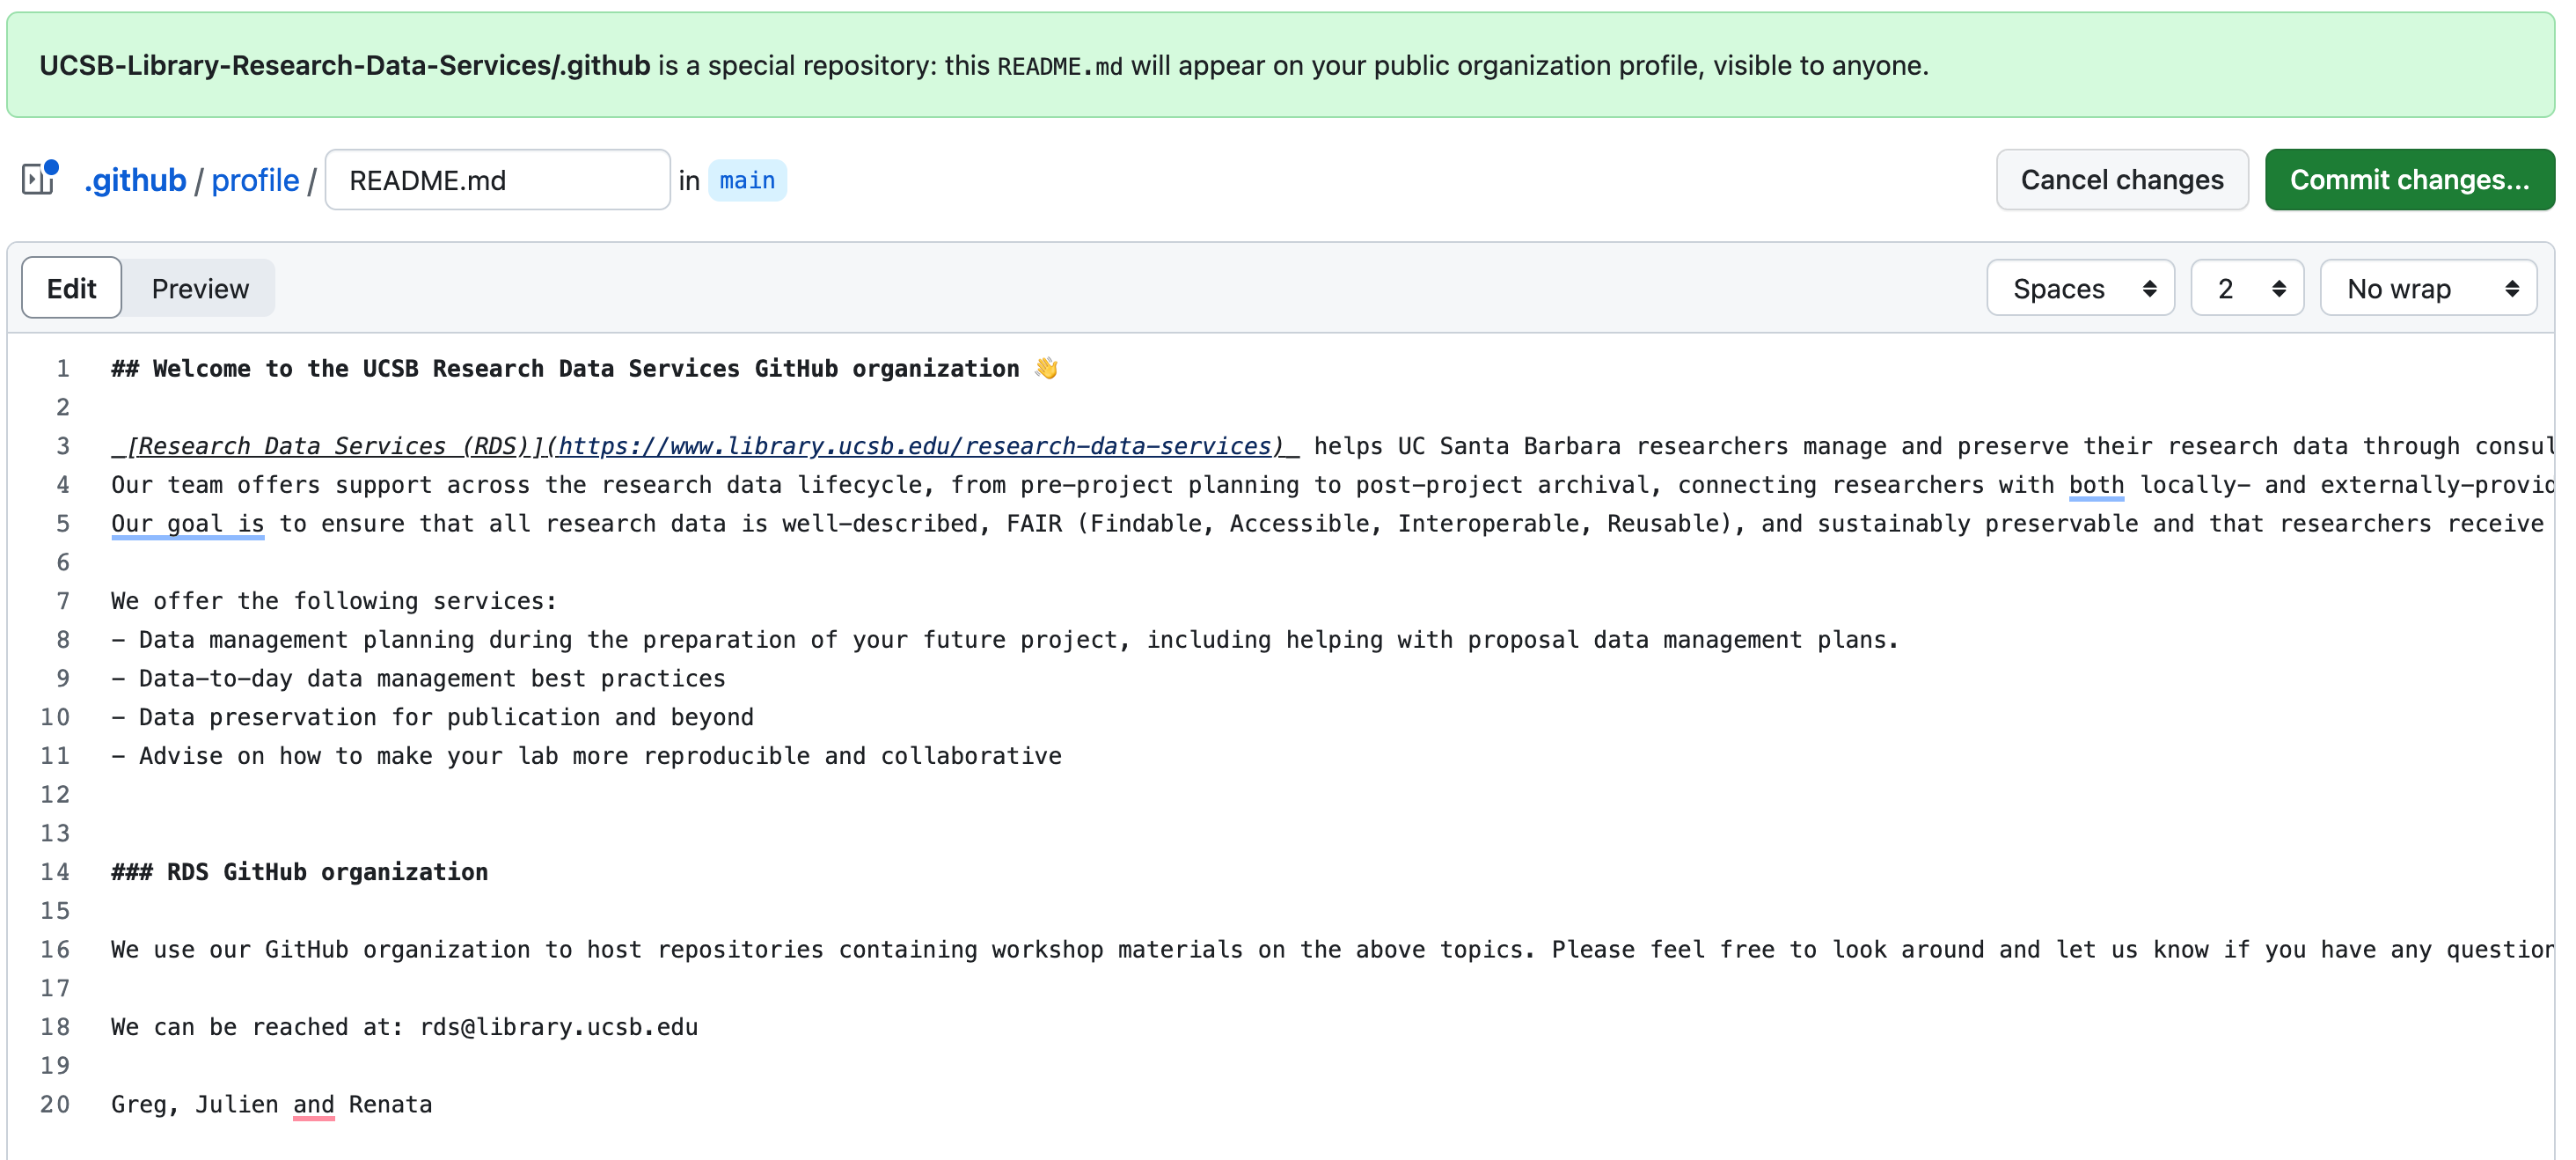 UCSB-Library-Research-Data-Services/.github is a special repository: this README.md will appear on your public organization profile, visible to anyone.
.github / profile / README.md in main Cancel changes Commit changes...
Edit Preview Spaces 2 No wrap
1 ## Welcome to the UCSB Research Data Services GitHub organization 👋
2
3 _[Research Data Services (RDS)](https://www.library.ucsb.edu/research-data-services)_ helps UC Santa Barbara researchers manage and preserve their research data through consul
4 Our team offers support across the research data lifecycle, from pre-project planning to post-project archival, connecting researchers with both locally- and externally-provid
5 Our goal is to ensure that all research data is well-described, FAIR (Findable, Accessible, Interoperable, Reusable), and sustainably preservable and that researchers receive
6
7 We offer the following services:
8 - Data management planning during the preparation of your future project, including helping with proposal data management plans.
9 - Data-to-day data management best practices
10 - Data preservation for publication and beyond
11 - Advise on how to make your lab more reproducible and collaborative
12
13
14 ### RDS GitHub organization
15
16 We use our GitHub organization to host repositories containing workshop materials on the above topics. Please feel free to look around and let us know if you have any question
17
18 We can be reached at: rds@library.ucsb.edu
19
20 Greg, Julien and Renata